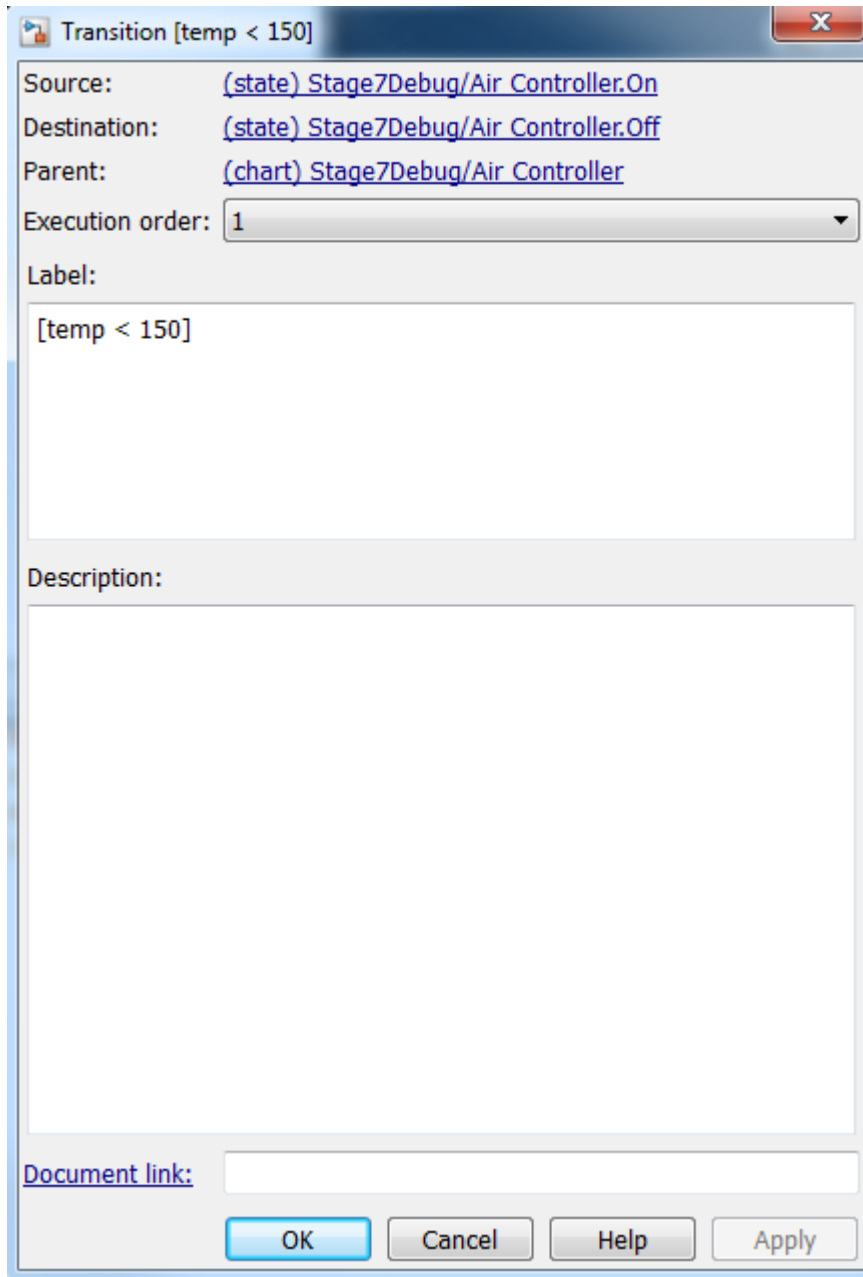 Transition [temp < 150]
Source: (state) Stage7Debug/Air Controller.On
Destination: (state) Stage7Debug/Air Controller.Off
Parent: (chart) Stage7Debug/Air Controller
Execution order: 1
Label:
[temp < 150]
Description:
Document link:
OK Cancel Help Apply